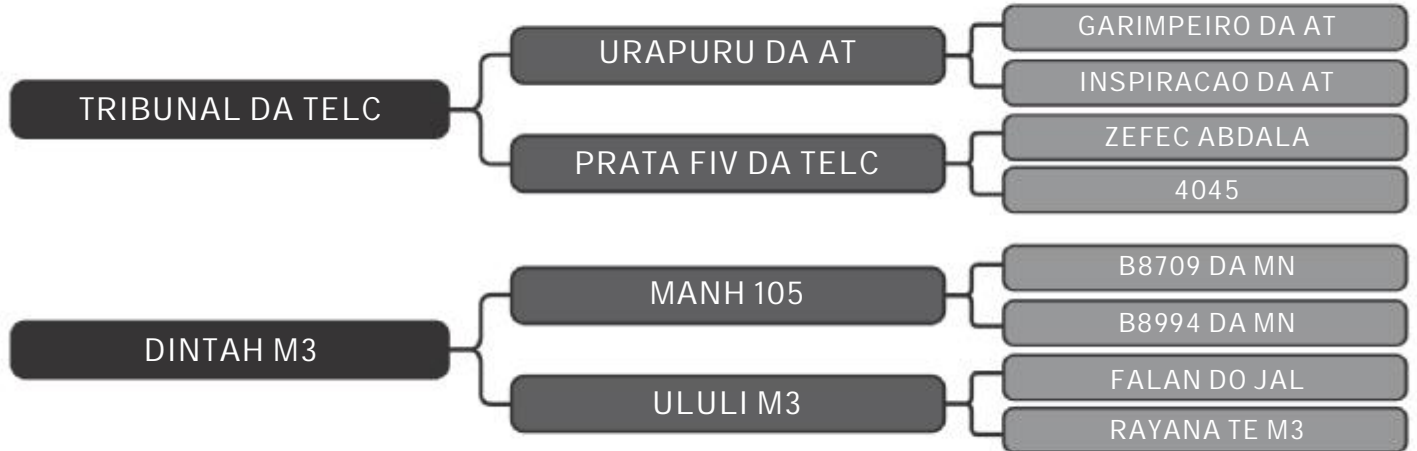 GARIMPEIRO DA AT
URAPURU DA AT
INSPIRACAO DA AT
TRIBUNAL DA TELC
ZEFEC ABDALA
PRATA FIV DA TELC
4045
B8709 DA MN
MANH 105
B8994 DA MN
DINTAH M3
FALAN DO JAL
ULULI M3
RAYANA TE M3